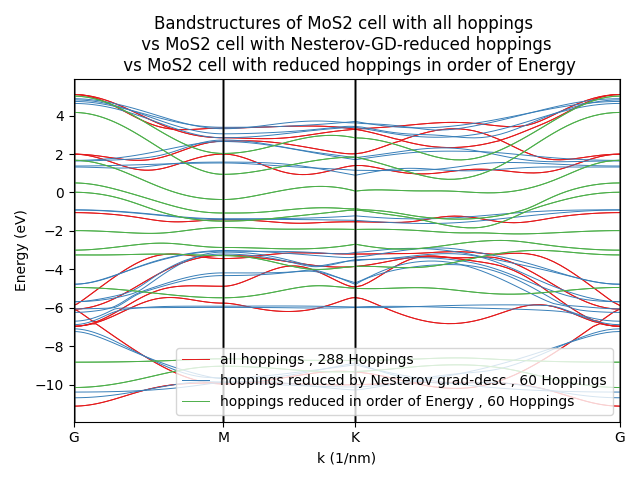 Bandstructures of MoS2 cell with all hoppings
vs MoS2 cell with Nesterov-GD-reduced hoppings
vs MoS2 cell with reduced hoppings in order of Energy
4
2
0
−2
−4
−6
−8
−10
Energy (eV)
all hoppings , 288 Hoppings
hoppings reduced by Nesterov grad-desc , 60 Hoppings
hoppings reduced in order of Energy , 60 Hoppings
G M K G
k (1/nm)